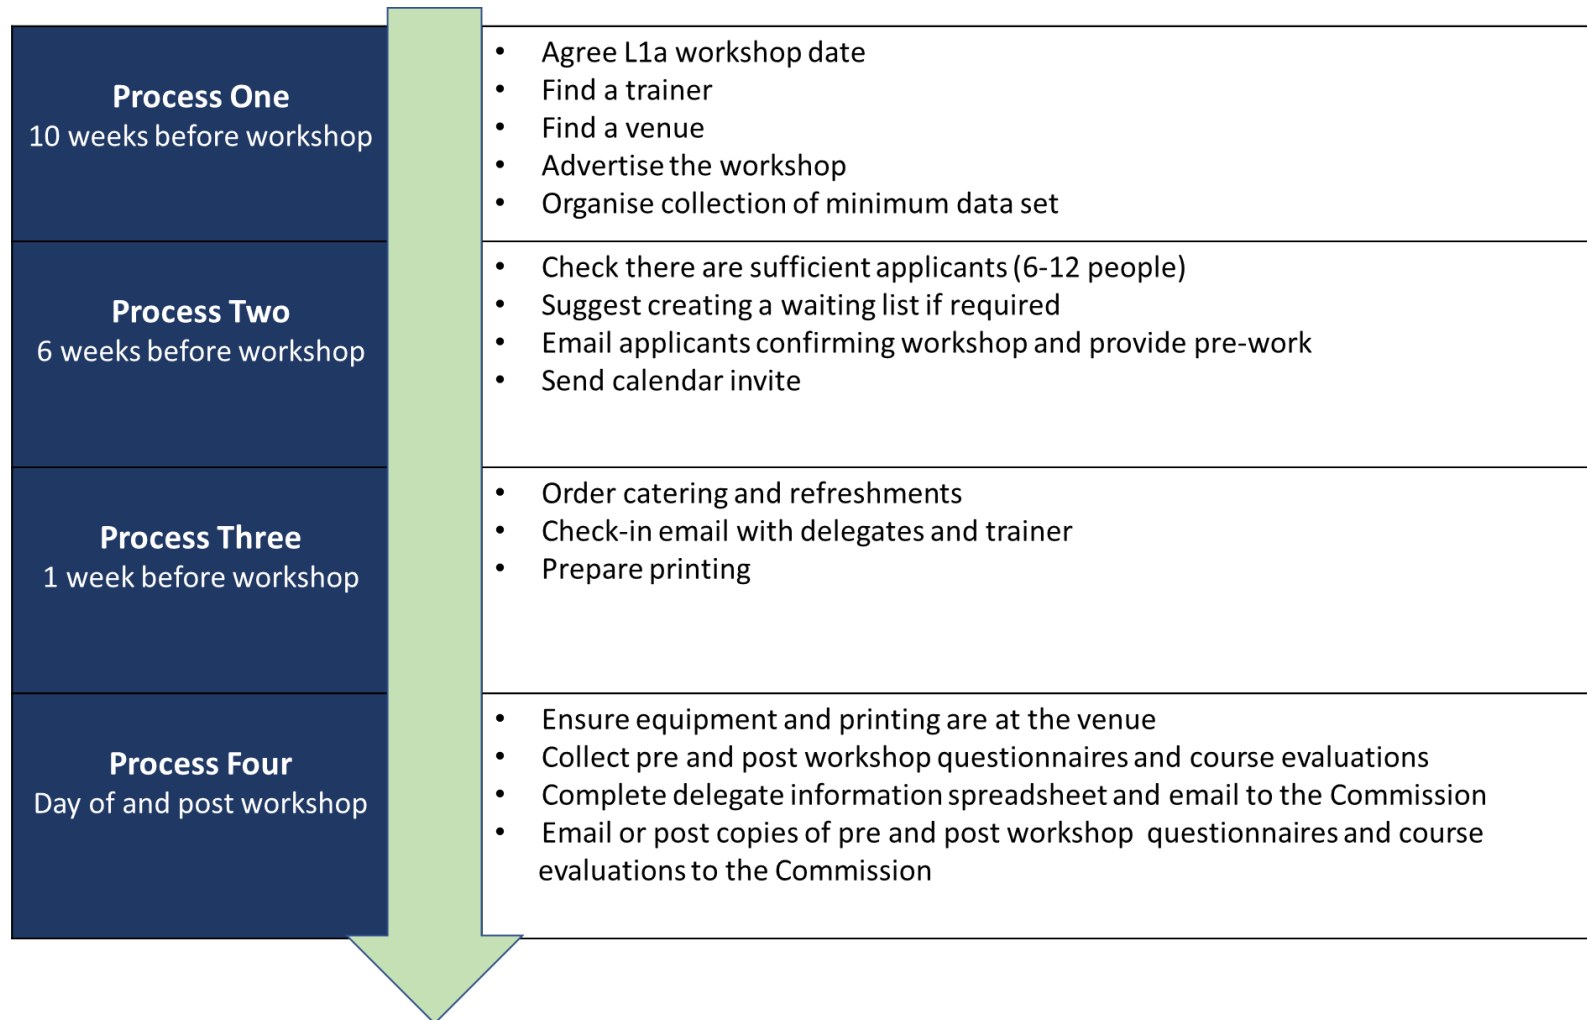 Process One
10 weeks before workshop
• Agree L1a workshop date
• Find a trainer
• Find a venue
• Advertise the workshop
• Organise collection of minimum data set
Process Two
6 weeks before workshop
• Check there are sufficient applicants (6-12 people)
• Suggest creating a waiting list if required
• Email applicants confirming workshop and provide pre-work
• Send calendar invite
Process Three
1 week before workshop
• Order catering and refreshments
• Check-in email with delegates and trainer
• Prepare printing
Process Four
Day of and post workshop
• Ensure equipment and printing are at the venue
• Collect pre and post workshop questionnaires and course evaluations
• Complete delegate information spreadsheet and email to the Commission
• Email or post copies of pre and post workshop questionnaires and course
evaluations to the Commission